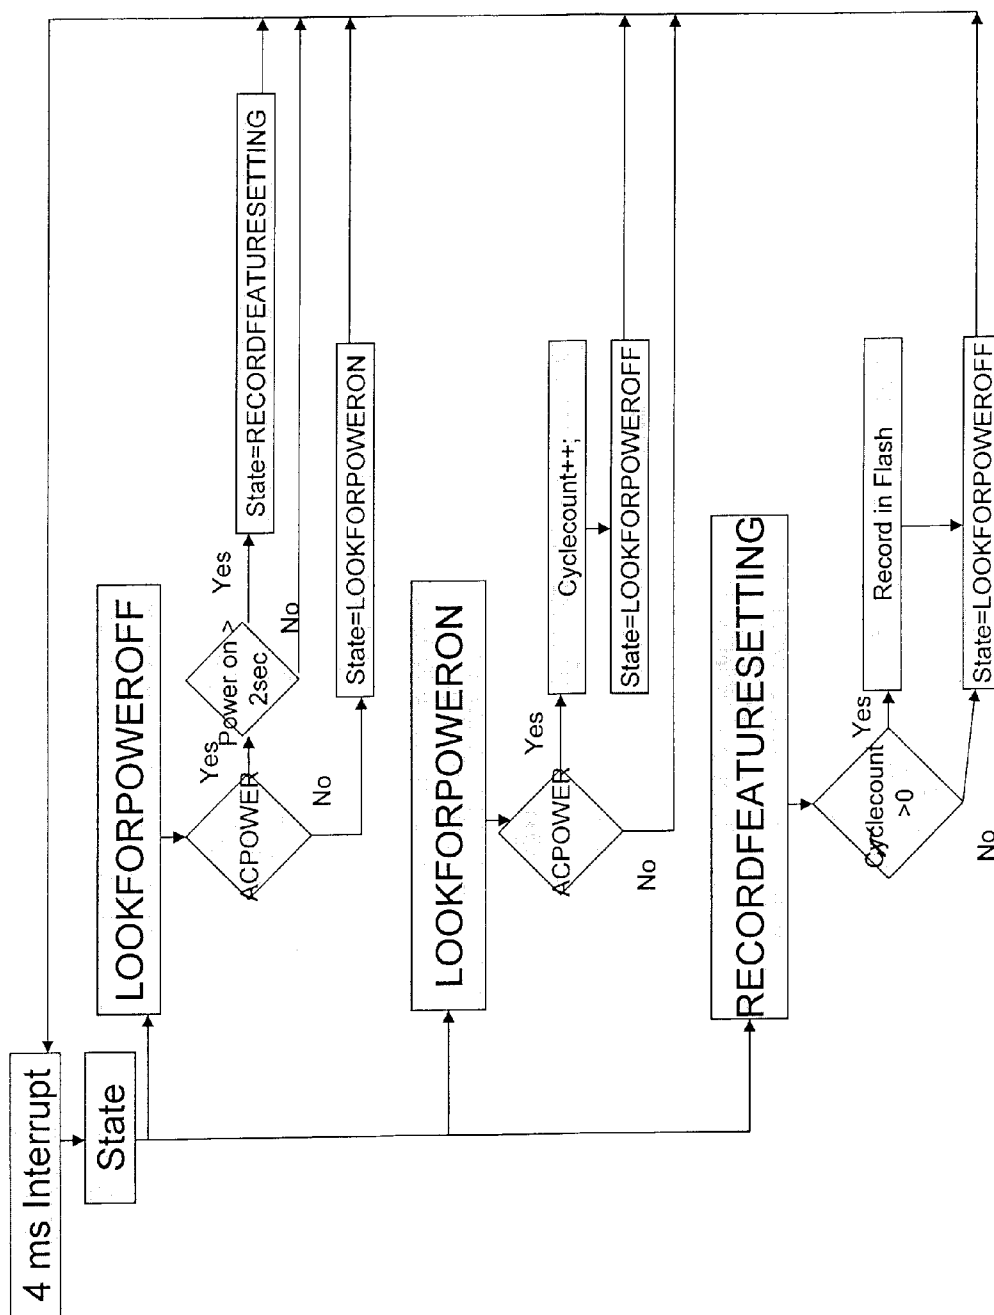 4 ms Interrupt
State
LOOKFORPOWEROFF
ACPOWER
Yes
No
Power on >
2sec
Yes
No
State=RECORDFEATURESETTING
State=LOOKFORPOWERON
LOOKFORPOWERON
ACPOWER
Yes
No
Cyclecount++;
State=LOOKFORPOWEROFF
RECORDFEATURESETTING
Cyclecount
>0
Yes
No
Record in Flash
State=LOOKFORPOWEROFF